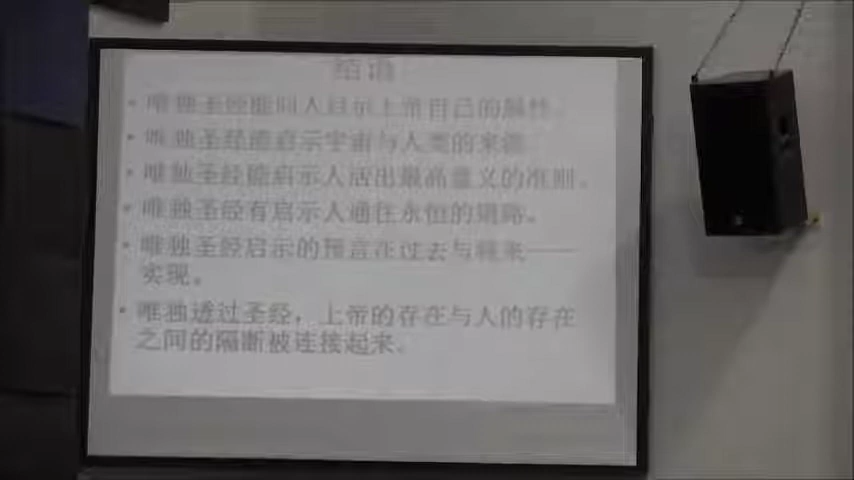 结语
• 唯独圣经能向人启示上帝自己的属性。
• 唯独圣经能启示宇宙与人类的来源
• 唯独圣经能启示人活出最高意义的准则。
• 唯独圣经有启示人通往永恒的道路。
• 唯独圣经启示的预言在过去与将来一一
实现。
• 唯独透过圣经，上帝的存在与人的存在
之间的隔断被连接起来。